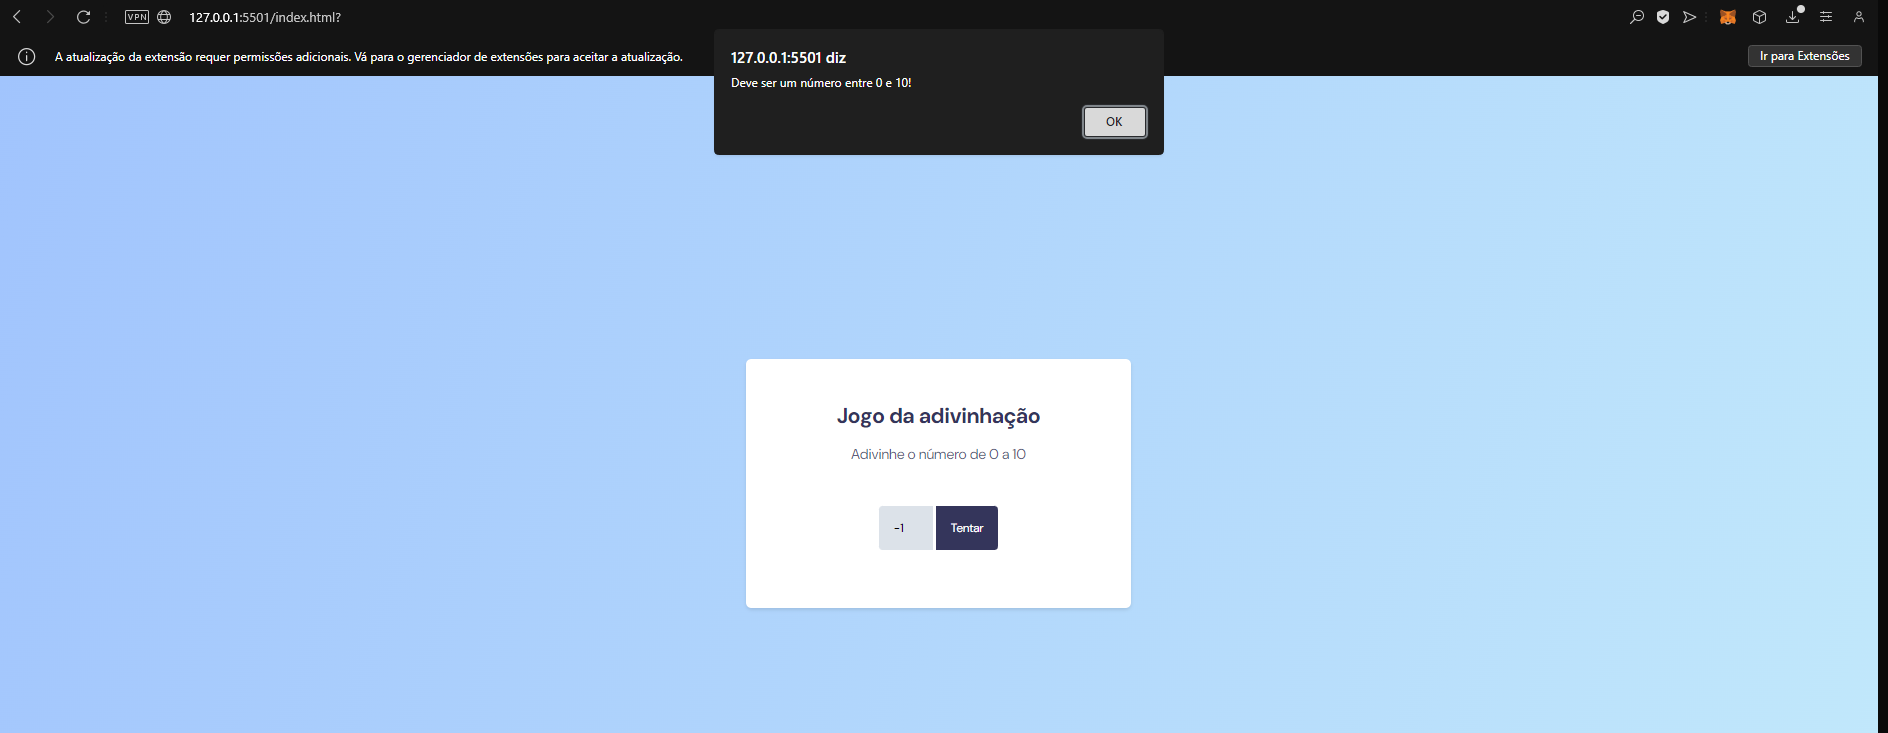 VPN
127.0.0.1:5501/index.html?
A atualização da extensão requer permissões adicionais. Vá para o gerenciador de extensões para aceitar a atualização.
Ir para Extensões
127.0.0.1:5501 diz
Deve ser um número entre 0 e 10!
OK
Jogo da adivinhação
Adivinhe o número de 0 a 10
-1
Tentar